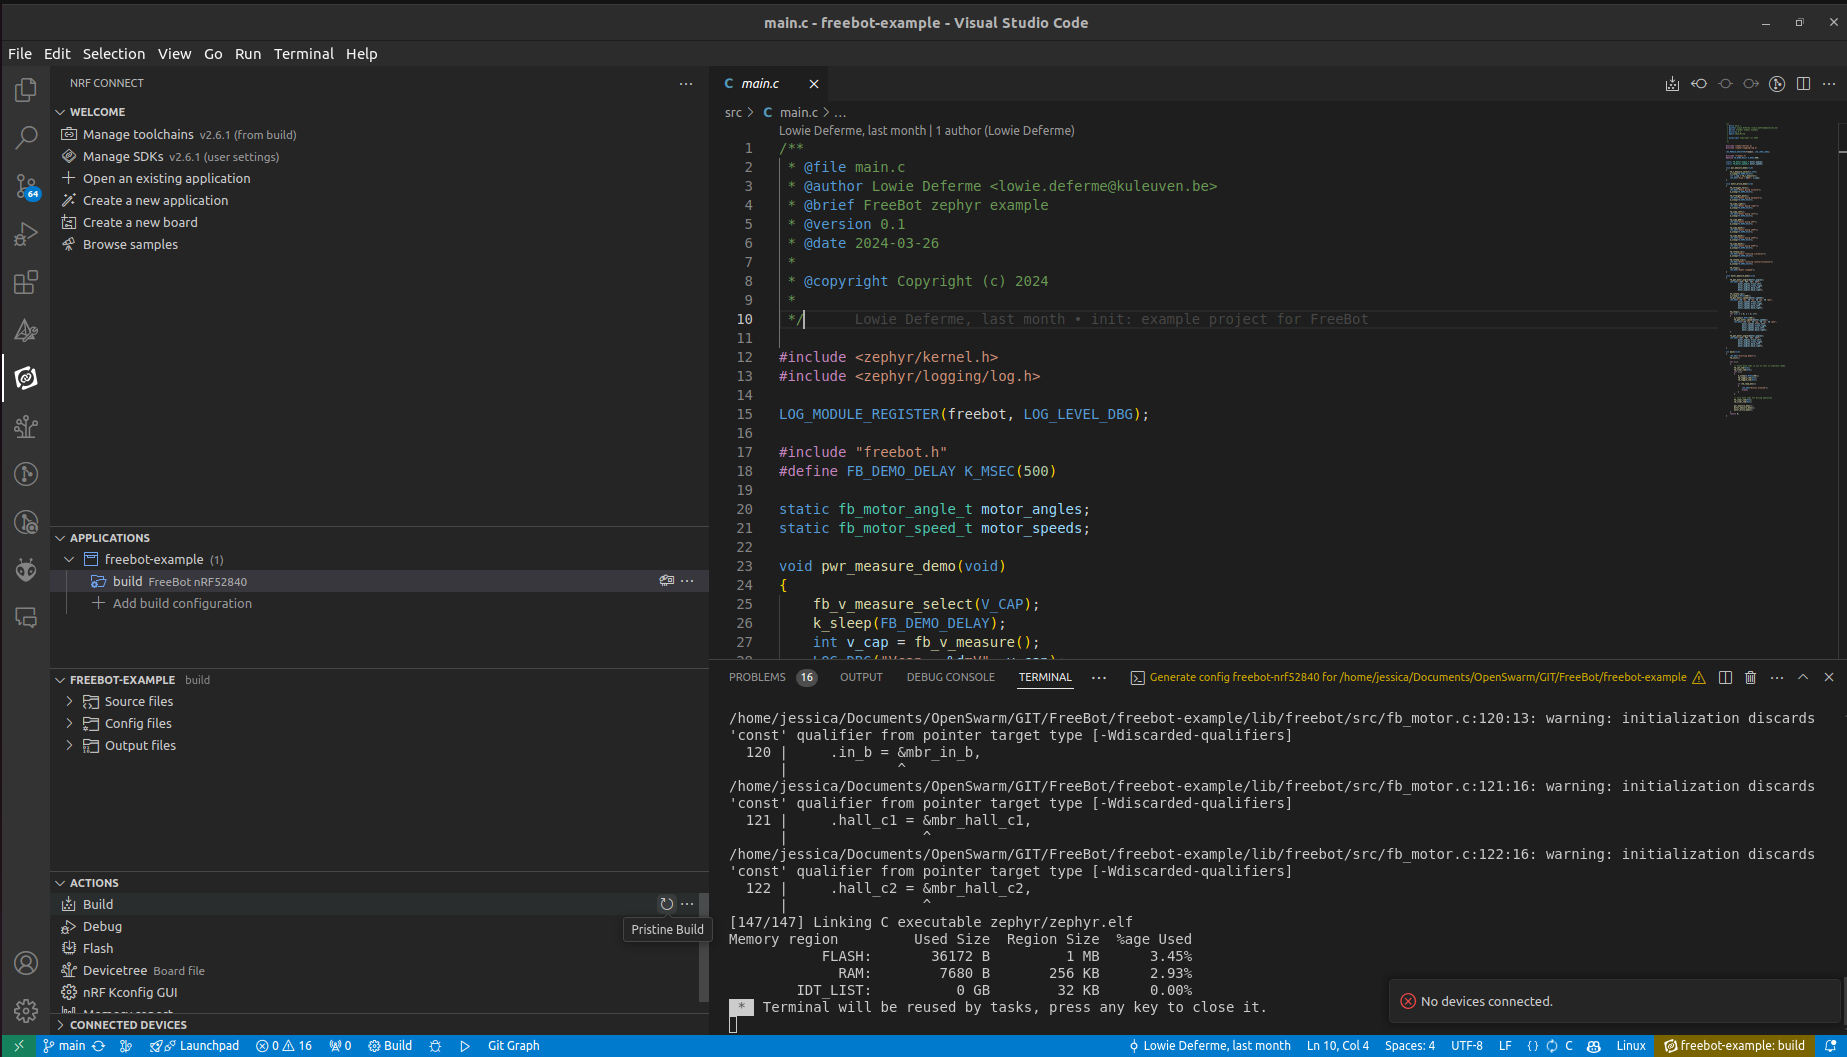 main.c - freebot-example - Visual Studio Code
File Edit Selection View Go Run Terminal Help
NRF CONNECT
WELCOME
Manage toolchains v2.6.1 (from build)
Manage SDKs v2.6.1 (user settings)
Open an existing application
Create a new application
Create a new board
Browse samples
64
APPLICATIONS
freebot-example (1)
build FreeBot nRF52840
Add build configuration
FREEBOT-EXAMPLE build
Source files
Config files
Output files
ACTIONS
Build
Pristine Build
Debug
Flash
Devicetree Board file
nRF Kconfig GUI
Memory report
CONNECTED DEVICES
C main.c
src > C main.c > ...
Lowie Deferme, last month | 1 author (Lowie Deferme)
1 /**
2 * @file main.c
3 * @author Lowie Deferme <lowie.deferme@kuleuven.be>
4 * @brief FreeBot zephyr example
5 * @version 0.1
6 * @date 2024-03-26
7 *
8 * @copyright Copyright (c) 2024
9 *
10 */ Lowie Deferme, last month • init: example project for FreeBot
11
12 #include <zephyr/kernel.h>
13 #include <zephyr/logging/log.h>
14
15 LOG_MODULE_REGISTER(freebot, LOG_LEVEL_DBG);
16
17 #include "freebot.h"
18 #define FB_DEMO_DELAY K_MSEC(500)
19
20 static fb_motor_angle_t motor_angles;
21 static fb_motor_speed_t motor_speeds;
22
23 void pwr_measure_demo(void)
24 {
25 fb_v_measure_select(V_CAP);
26 k_sleep(FB_DEMO_DELAY);
27 int v_cap = fb_v_measure();
PROBLEMS 16 OUTPUT DEBUG CONSOLE TERMINAL ... Generate config freebot-nrf52840 for /home/jessica/Documents/OpenSwarm/GIT/FreeBot/freebot-example
/home/jessica/Documents/OpenSwarm/GIT/FreeBot/freebot-example/lib/freebot/src/fb_motor.c:120:13: warning: initialization discards
'const' qualifier from pointer target type [-Wdiscarded-qualifiers]
120 | .in_b = &mbr_in_b,
| ^
/home/jessica/Documents/OpenSwarm/GIT/FreeBot/freebot-example/lib/freebot/src/fb_motor.c:121:16: warning: initialization discards
'const' qualifier from pointer target type [-Wdiscarded-qualifiers]
121 | .hall_c1 = &mbr_hall_c1,
| ^
/home/jessica/Documents/OpenSwarm/GIT/FreeBot/freebot-example/lib/freebot/src/fb_motor.c:122:16: warning: initialization discards
'const' qualifier from pointer target type [-Wdiscarded-qualifiers]
122 | .hall_c2 = &mbr_hall_c2,
| ^
[147/147] Linking C executable zephyr/zephyr.elf
Memory region Used Size Region Size %age Used
FLASH: 36172 B 1 MB 3.45%
RAM: 7680 B 256 KB 2.93%
IDT_LIST: 0 GB 32 KB 0.00%
* Terminal will be reused by tasks, press any key to close it.
No devices connected.
main Launchpad 0 16 0 Build Git Graph Lowie Deferme, last month Ln 10, Col 4 Spaces: 4 UTF-8 LF {} C Linux freebot-example: build